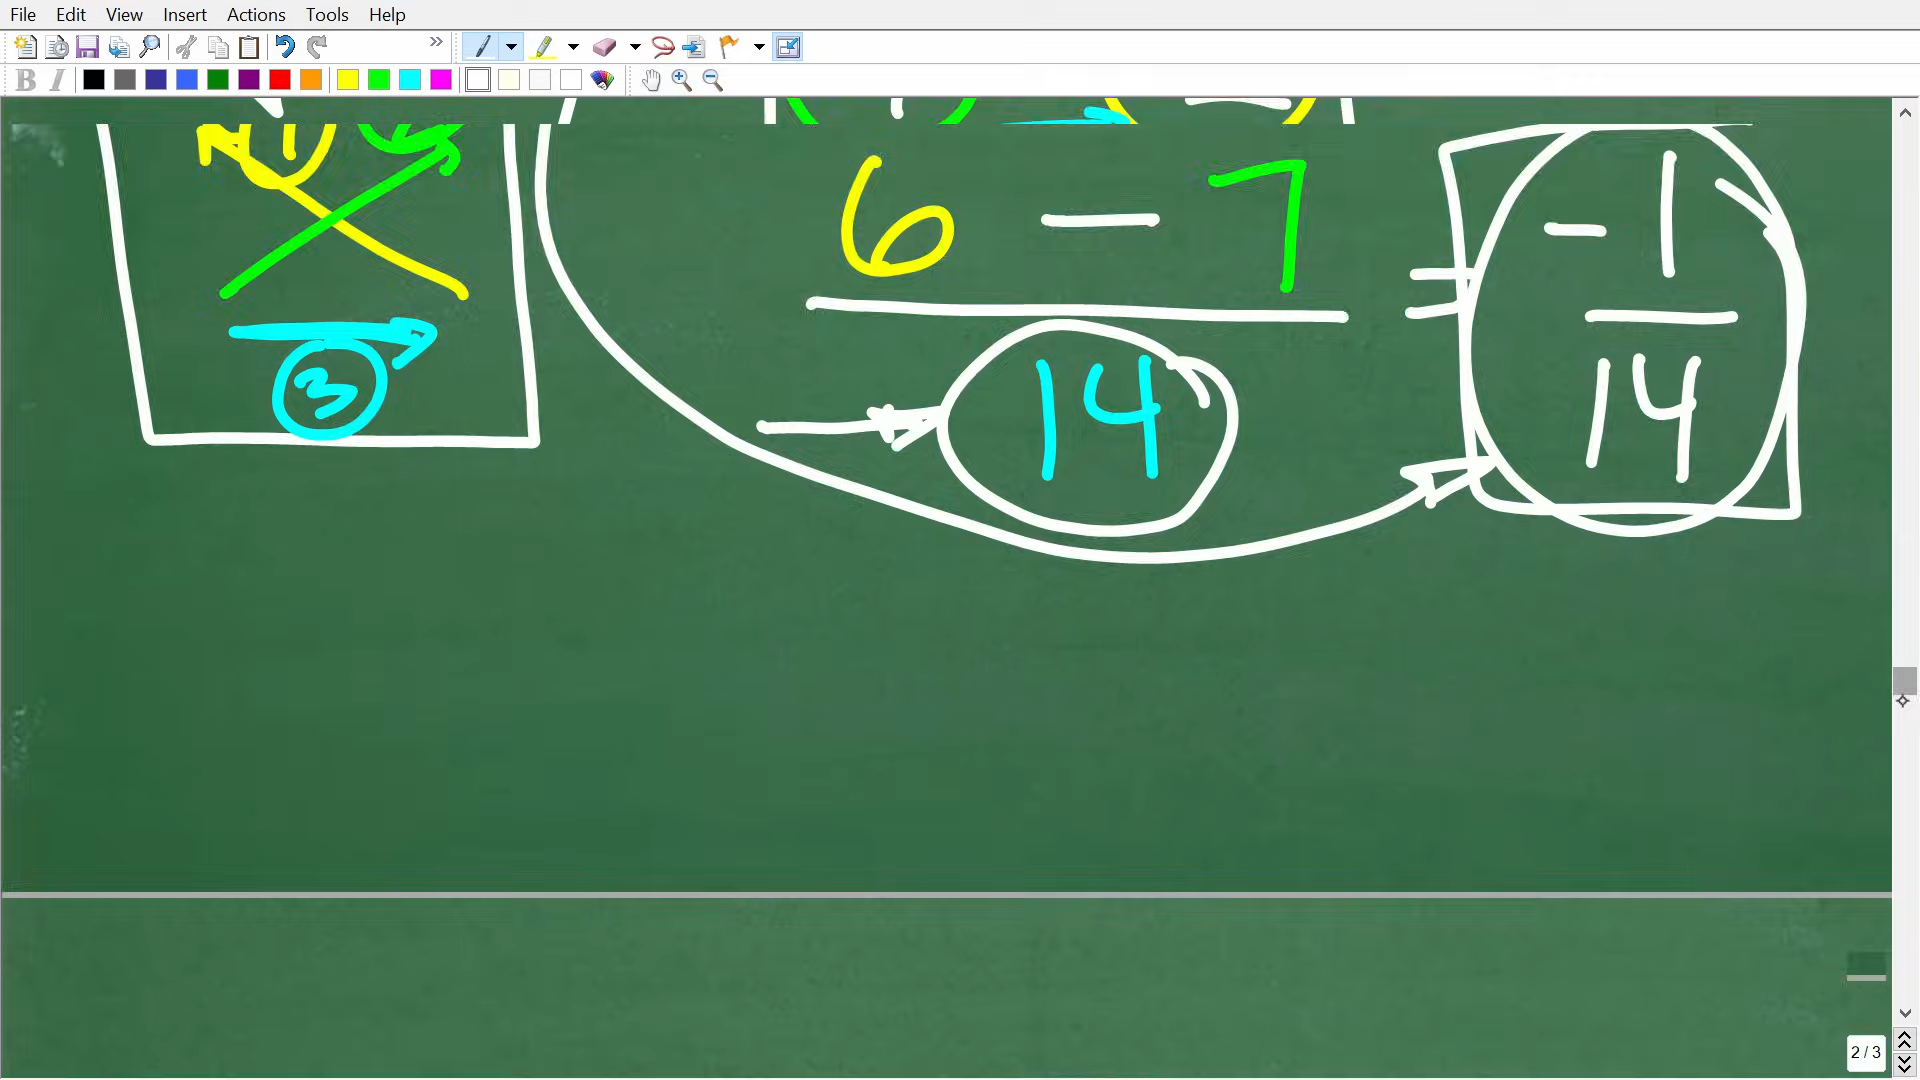 File Edit View Insert Actions Tools Help
B I
6 - 7
= - 1
14
14
3
2 / 3